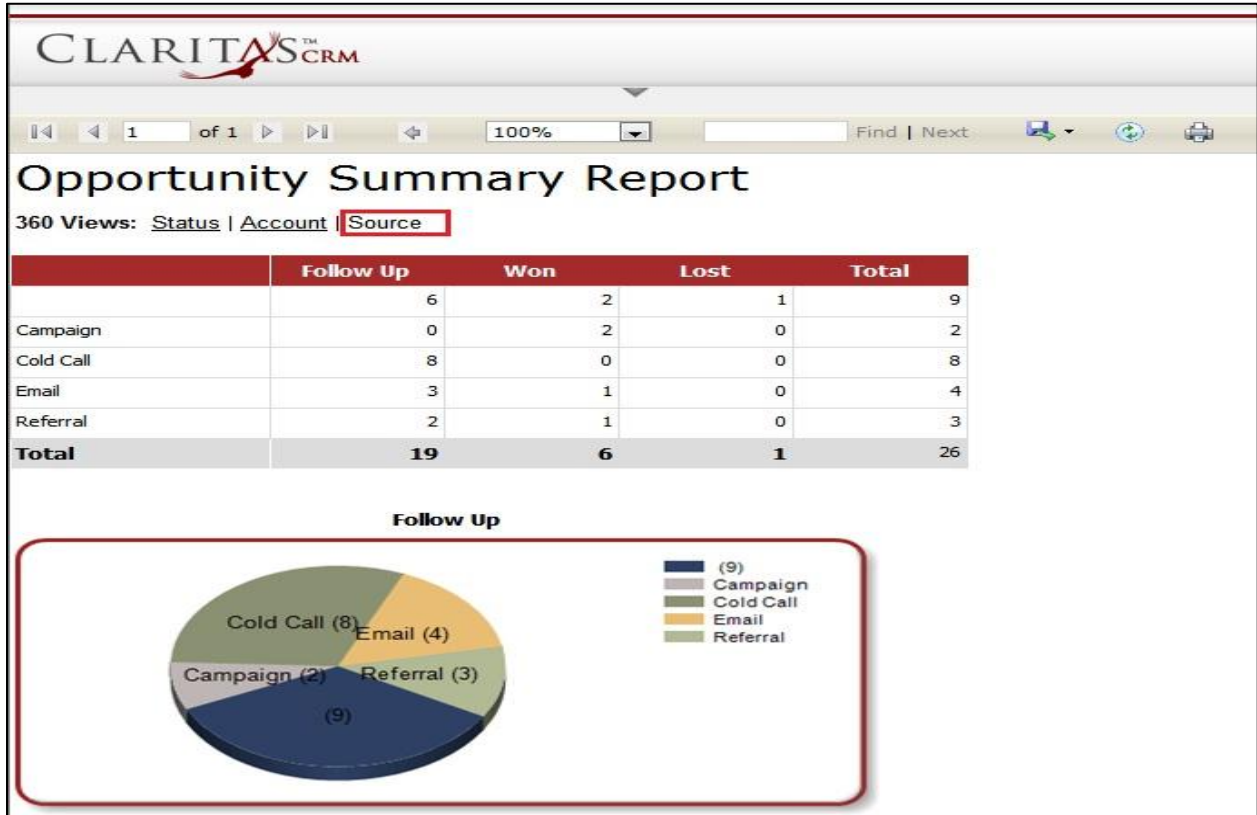 CLARITAS™CRM
1 of 1 100% Find | Next
Opportunity Summary Report
360 Views: Status | Account | Source
Follow Up Won Lost Total
6 2 1 9
Campaign 0 2 0 2
Cold Call 8 0 0 8
Email 3 1 0 4
Referral 2 1 0 3
Total 19 6 1 26
Follow Up
Cold Call (8)
Email (4)
Campaign (2)
Referral (3)
(9)
(9)
Campaign
Cold Call
Email
Referral